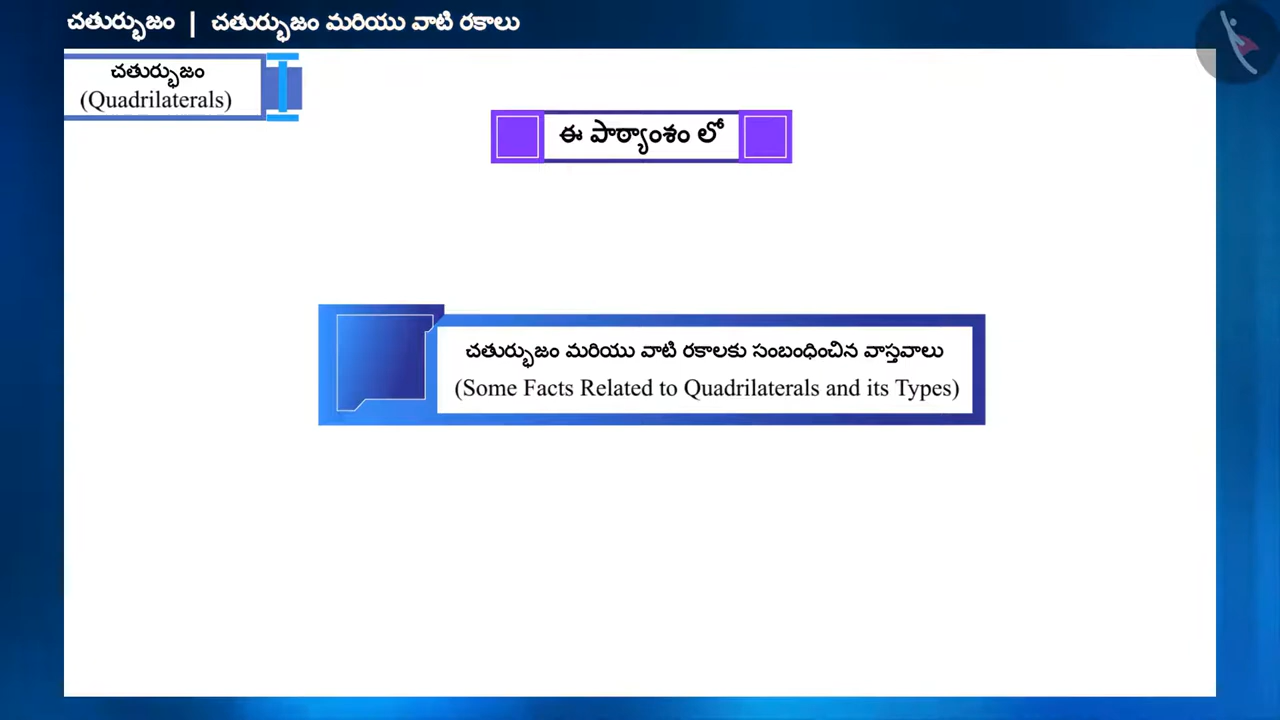 చతుర్భుజం | చతుర్భుజం మరియు వాటి రకాలు
చతుర్భుజం
(Quadrilaterals)
ఈ పాఠ్యాంశం లో
చతుర్భుజం మరియు వాటి రకాలకు సంబంధించిన వాస్తవాలు
(Some Facts Related to Quadrilaterals and its Types)